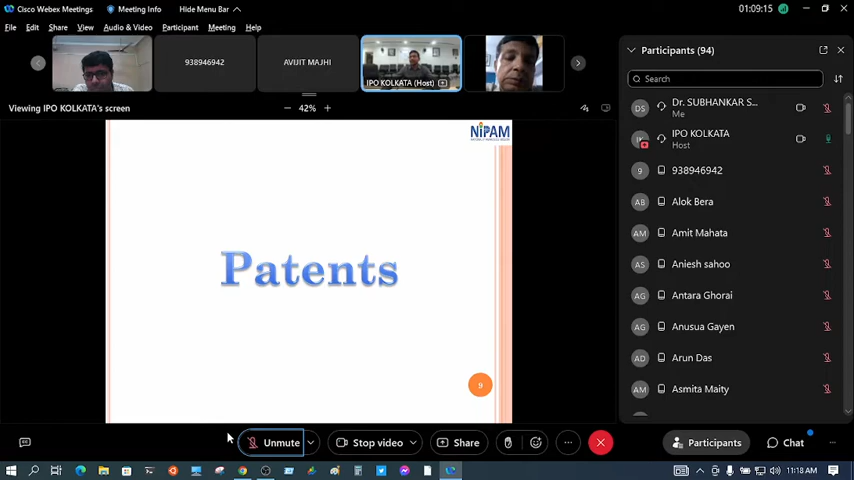 Cisco Webex Meetings
Meeting Info
Hide Menu Bar
01:09:15
File Edit Share View Audio & Video Participant Meeting Help
938946942
AVIJIT MAJHI
IPO KOLKATA (Host)
Viewing IPO KOLKATA's screen
42%
NIPAM
Patents
9
Participants (94)
Search
DS Dr. SUBHANKAR S...
Me
IPO KOLKATA
Host
9 938946942
AB Alok Bera
AM Amit Mahata
AS Aniesh sahoo
AG Antara Ghorai
AG Anusua Gayen
AD Arun Das
AM Asmita Maity
Unmute
Stop video
Share
Participants
Chat
11:18 AM